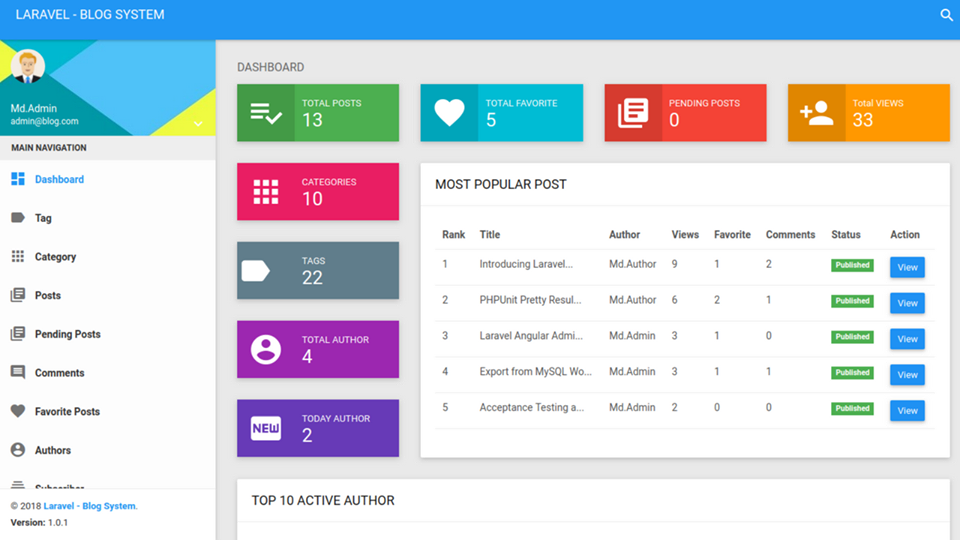 LARAVEL - BLOG SYSTEM
Md.Admin
admin@blog.com
MAIN NAVIGATION
Dashboard
Tag
Category
Posts
Pending Posts
Comments
Favorite Posts
Authors
Subscriber
© 2018 Laravel - Blog System.
Version: 1.0.1
DASHBOARD
TOTAL POSTS
13
TOTAL FAVORITE
5
PENDING POSTS
0
Total VIEWS
33
CATEGORIES
10
TAGS
22
TOTAL AUTHOR
4
NEW
TODAY AUTHOR
2
MOST POPULAR POST
Rank Title Author Views Favorite Comments Status Action
1 Introducing Laravel... Md.Author 9 1 2 Published View
2 PHPUnit Pretty Resul... Md.Author 6 2 1 Published View
3 Laravel Angular Admi... Md.Admin 3 1 0 Published View
4 Export from MySQL Wo... Md.Admin 3 1 1 Published View
5 Acceptance Testing a... Md.Admin 2 0 0 Published View
TOP 10 ACTIVE AUTHOR